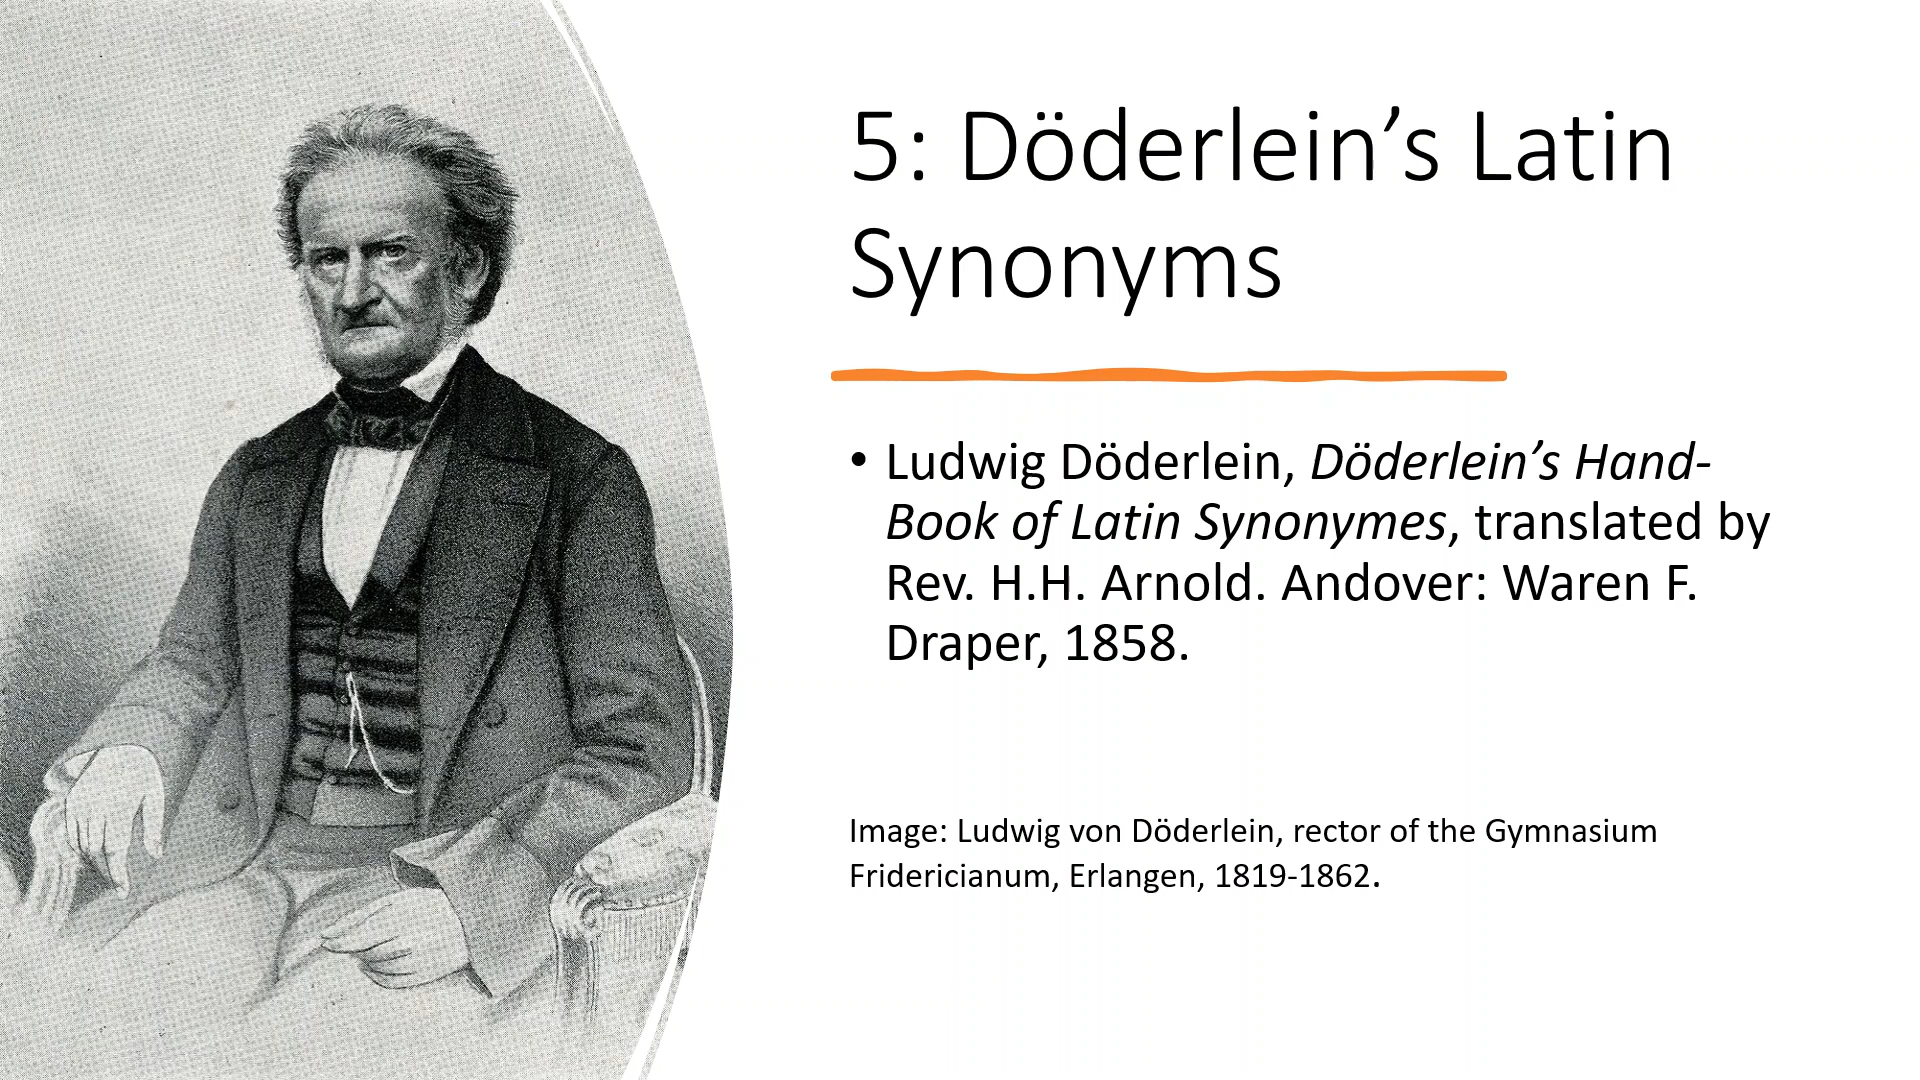 5: Döderlein’s Latin
Synonyms
• Ludwig Döderlein, Döderlein’s Hand-
Book of Latin Synonymes, translated by
Rev. H.H. Arnold. Andover: Waren F.
Draper, 1858.
Image: Ludwig von Döderlein, rector of the Gymnasium
Fridericianum, Erlangen, 1819-1862.